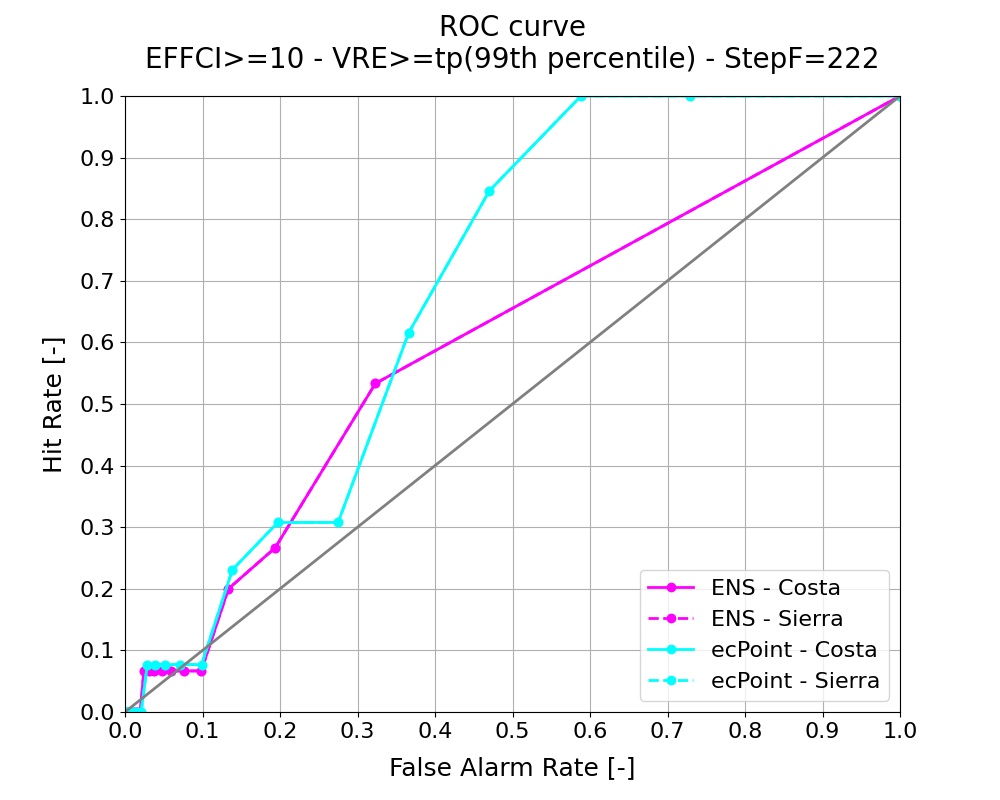 ROC curve
EFFCI>=10 - VRE>=tp(99th percentile) - StepF=222
1.0
0.9
0.8
0.7
0.6
0.5
0.4
0.3
0.2
0.1
0.0
Hit Rate [-]
ENS - Costa
ENS - Sierra
ecPoint - Costa
ecPoint - Sierra
0.0 0.1 0.2 0.3 0.4 0.5 0.6 0.7 0.8 0.9 1.0
False Alarm Rate [-]